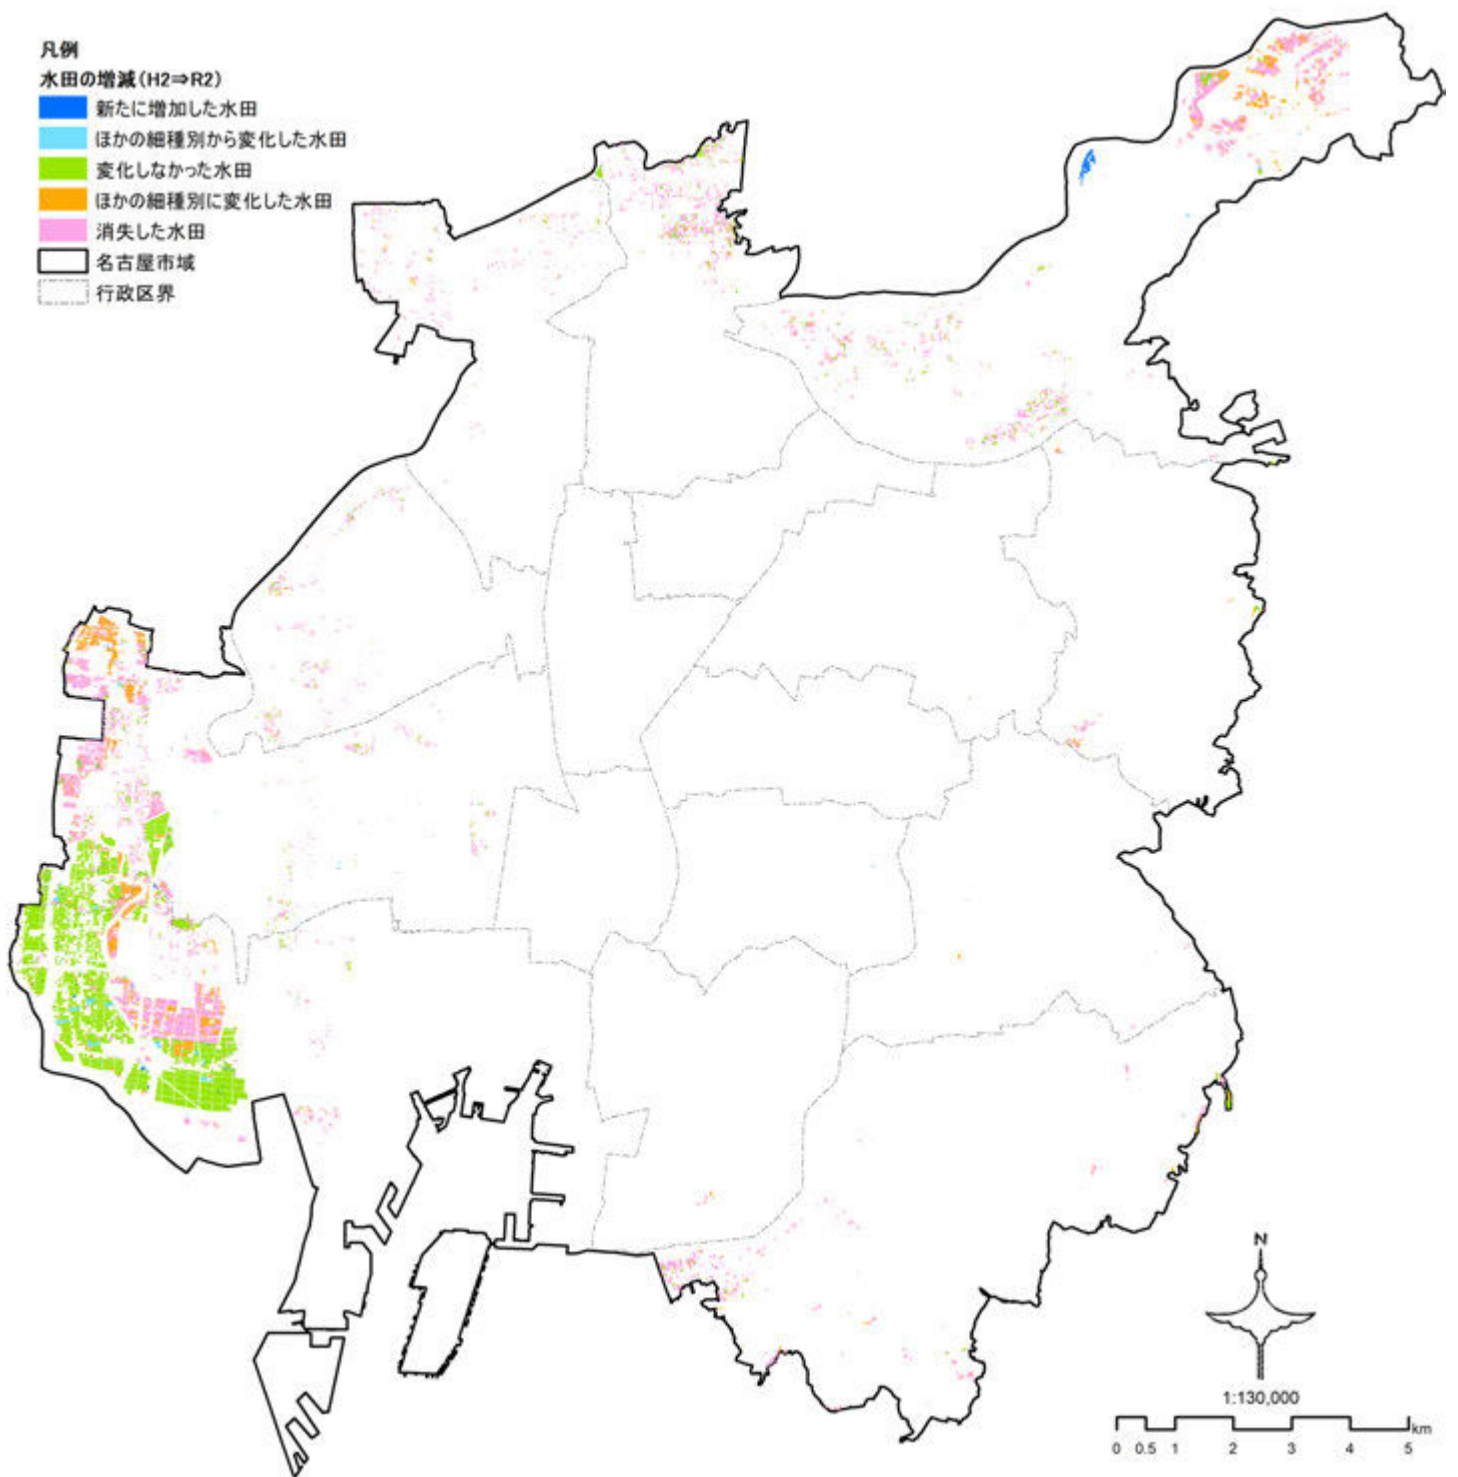 凡例
水田の増減(H2⇒R2)
新たに増加した水田
ほかの細種別から変化した水田
変化しなかった水田
ほかの細種別に変化した水田
消失した水田
名古屋市域
行政区界
N
1:130,000
km
0 0.5 1 2 3 4 5